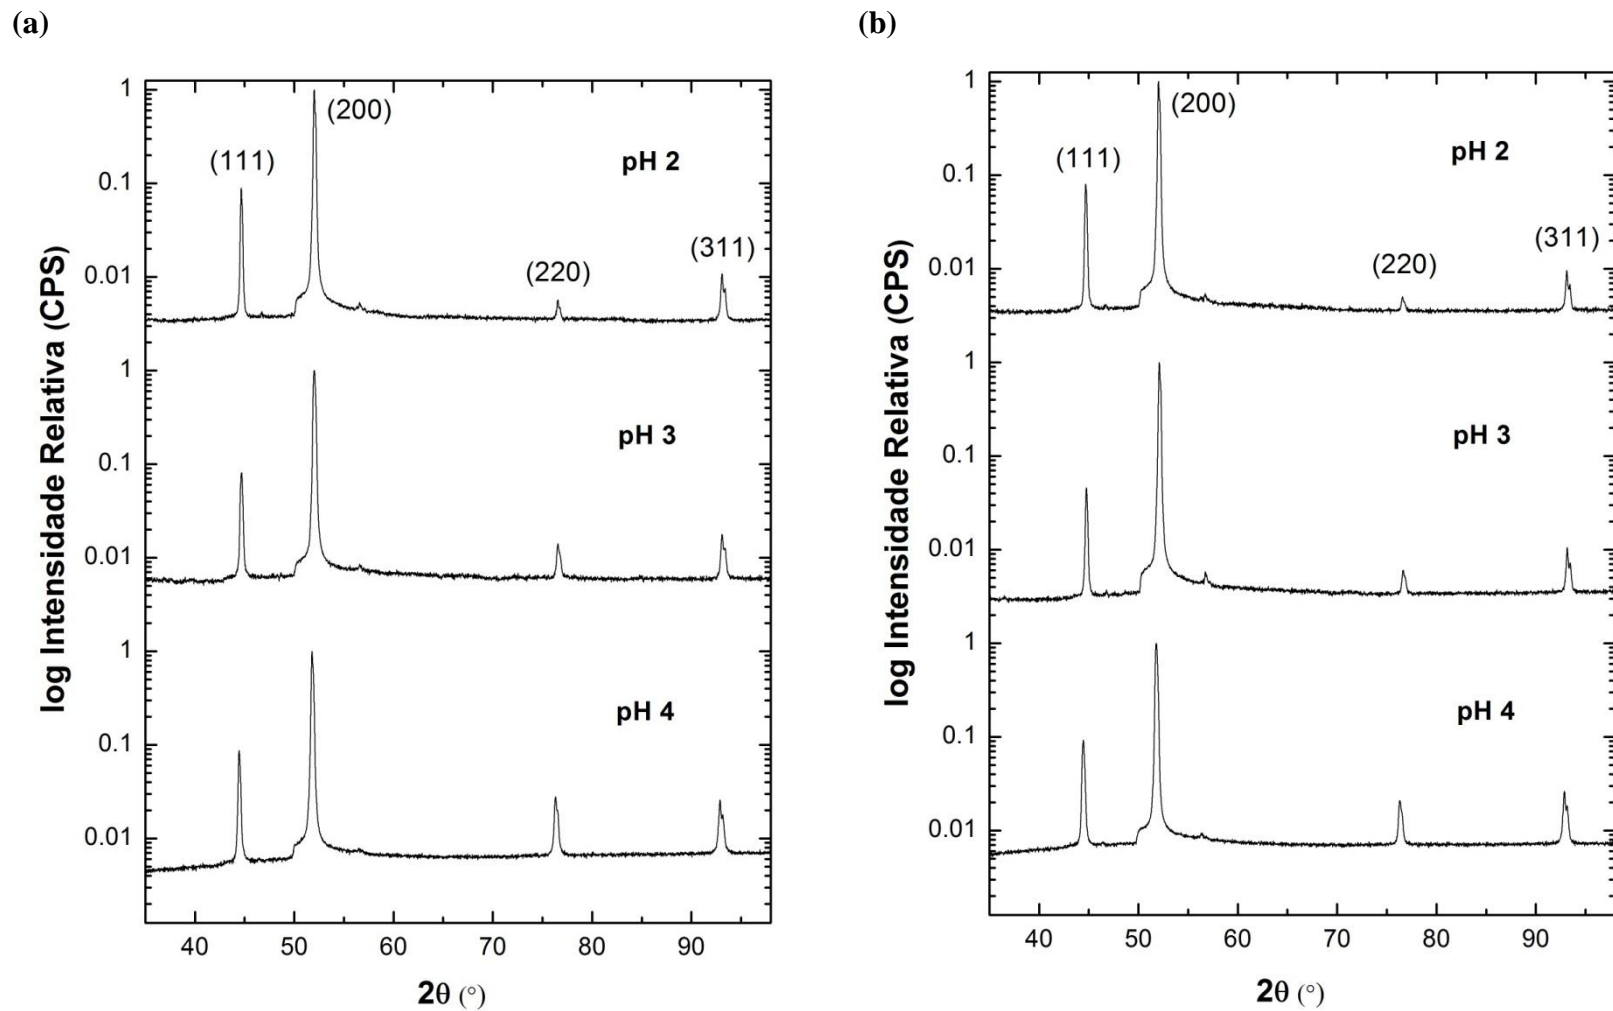 (a)
log Intensidade Relativa (CPS)
1
0.1
0.01
1
0.1
0.01
1
0.1
0.01
(111)
(200)
(220)
(311)
pH 2
pH 3
pH 4
40 50 60 70 80 90
2θ (°)
(b)
log Intensidade Relativa (CPS)
1
0.1
0.01
1
0.1
0.01
1
0.1
0.01
(111)
(200)
(220)
(311)
pH 2
pH 3
pH 4
40 50 60 70 80 90
2θ (°)